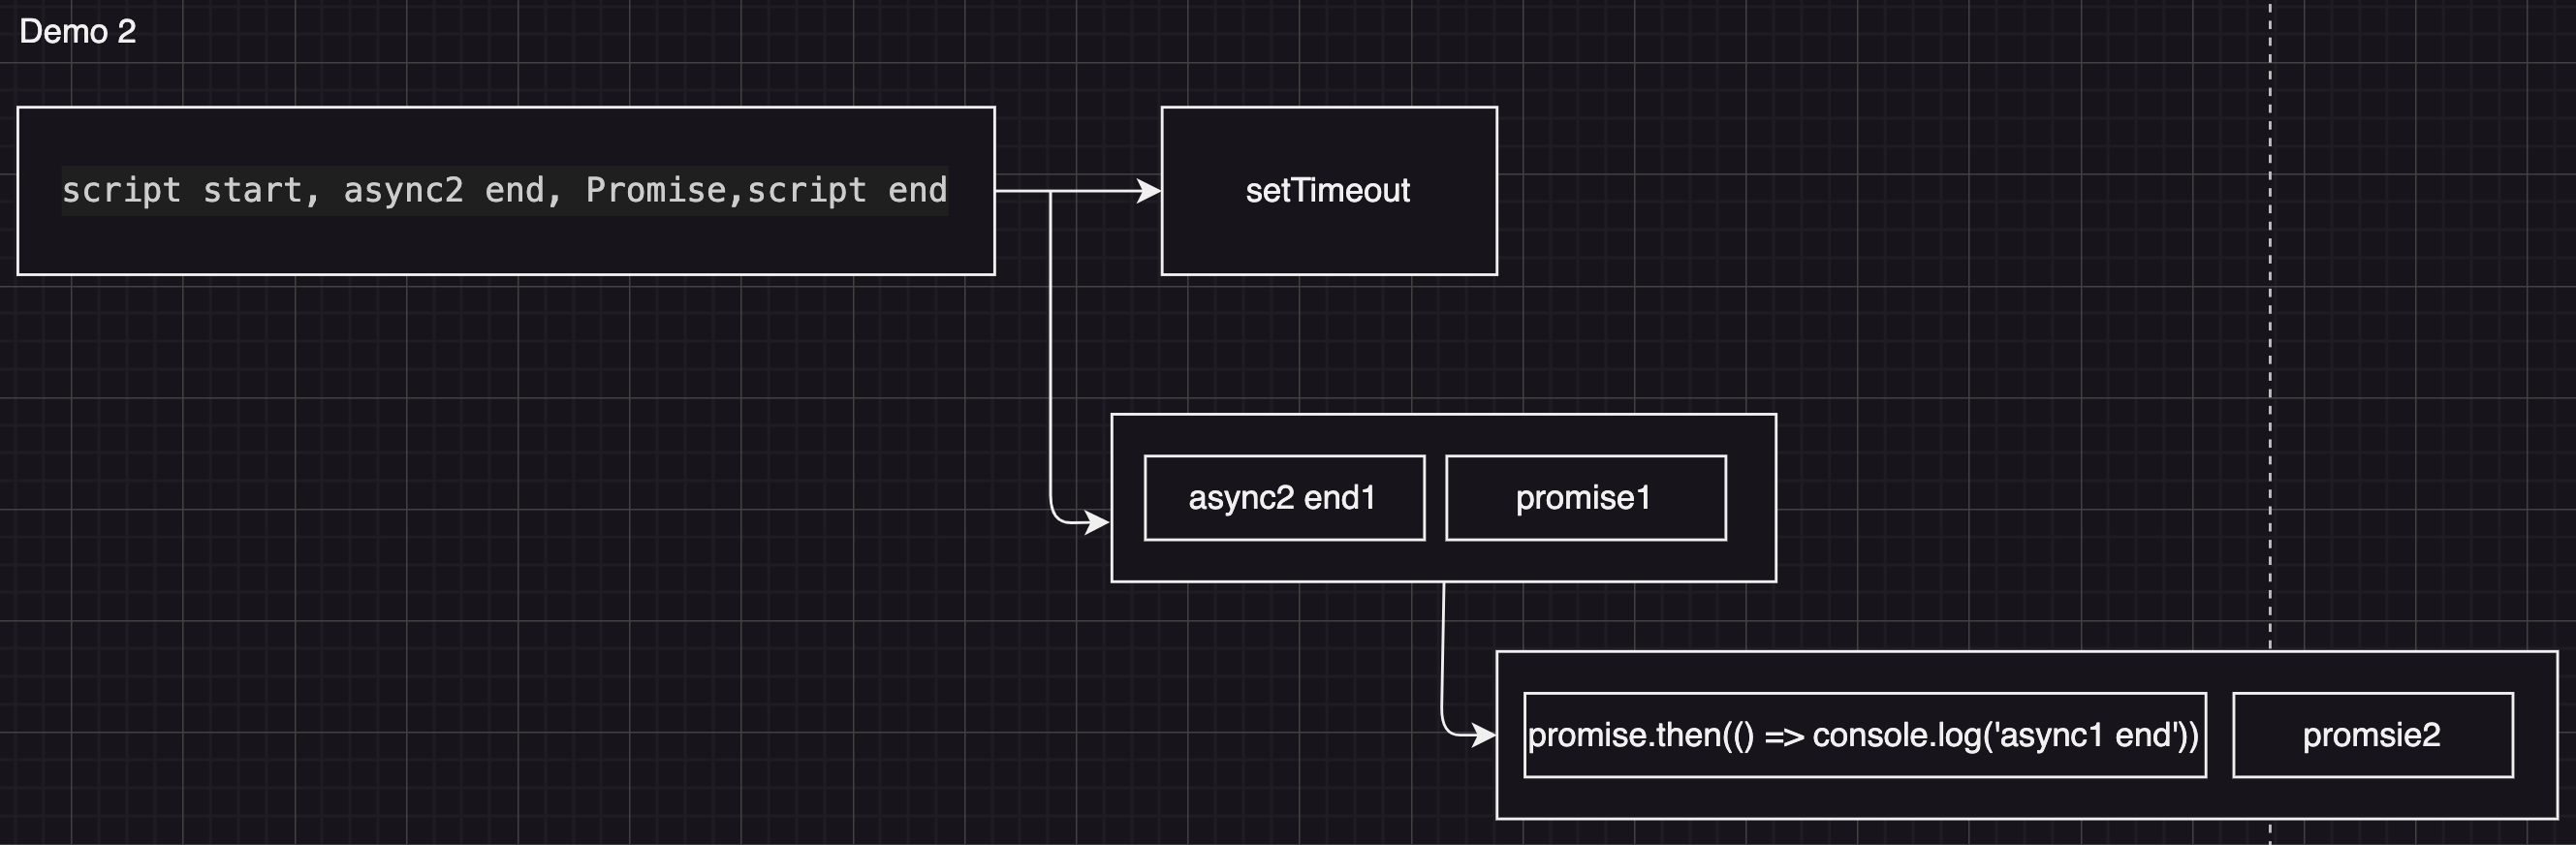 Demo 2
script start, async2 end, Promise,script end
setTimeout
async2 end1
promise1
promise.then(() => console.log('async1 end'))
promsie2